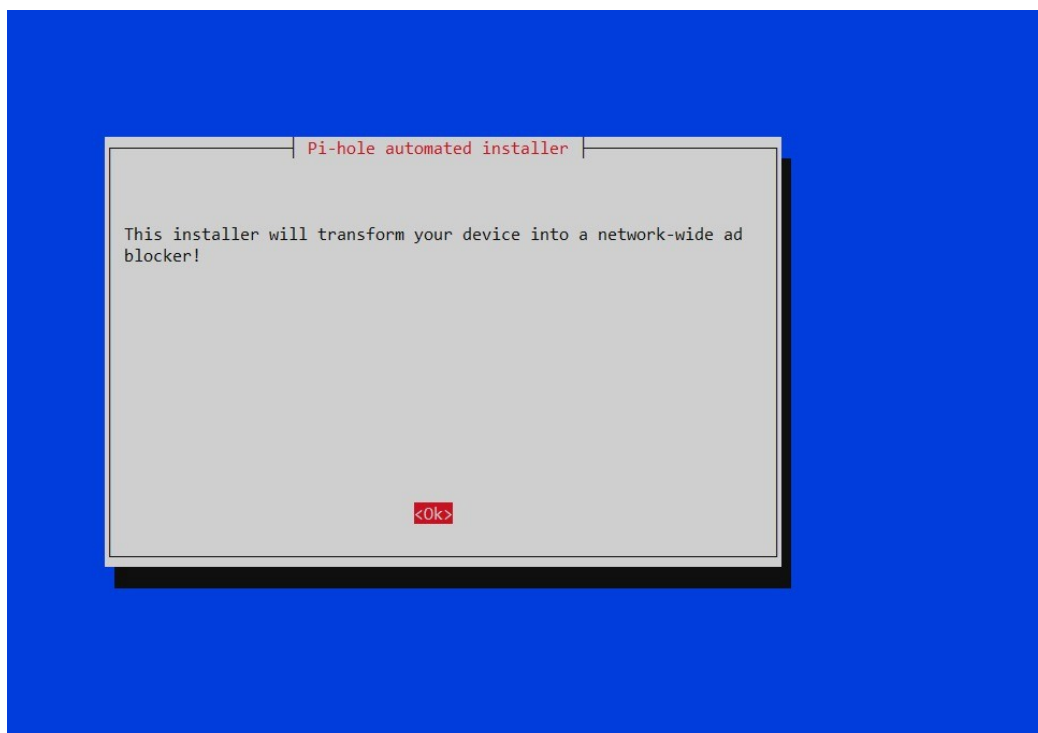 Pi-hole automated installer
This installer will transform your device into a network-wide ad
blocker!
<Ok>